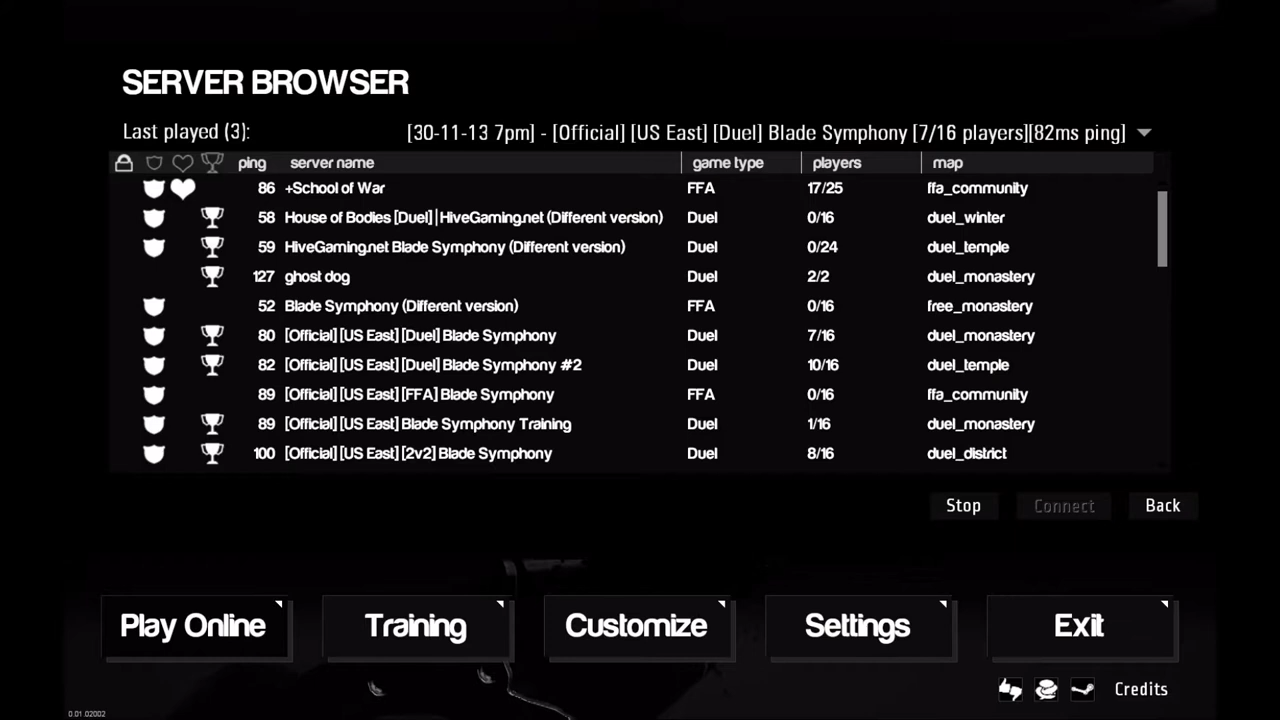 SERVER BROWSER
Last played (3): [30-11-13 7pm] - [Official] [US East] [Duel] Blade Symphony [7/16 players][82ms ping]
ping server name game type players map
86 +School of War FFA 17/25 ffa_community
58 House of Bodies [Duel] | HiveGaming.net (Different version) Duel 0/16 duel_winter
59 HiveGaming.net Blade Symphony (Different version) Duel 0/24 duel_temple
127 ghost dog Duel 2/2 duel_monastery
52 Blade Symphony (Different version) FFA 0/16 free_monastery
80 [Official] [US East] [Duel] Blade Symphony Duel 7/16 duel_monastery
82 [Official] [US East] [Duel] Blade Symphony #2 Duel 10/16 duel_temple
89 [Official] [US East] [FFA] Blade Symphony FFA 0/16 ffa_community
89 [Official] [US East] Blade Symphony Training Duel 1/16 duel_monastery
100 [Official] [US East] [2v2] Blade Symphony Duel 8/16 duel_district
Stop Connect Back
Play Online Training Customize Settings Exit
Credits
0.01.02002